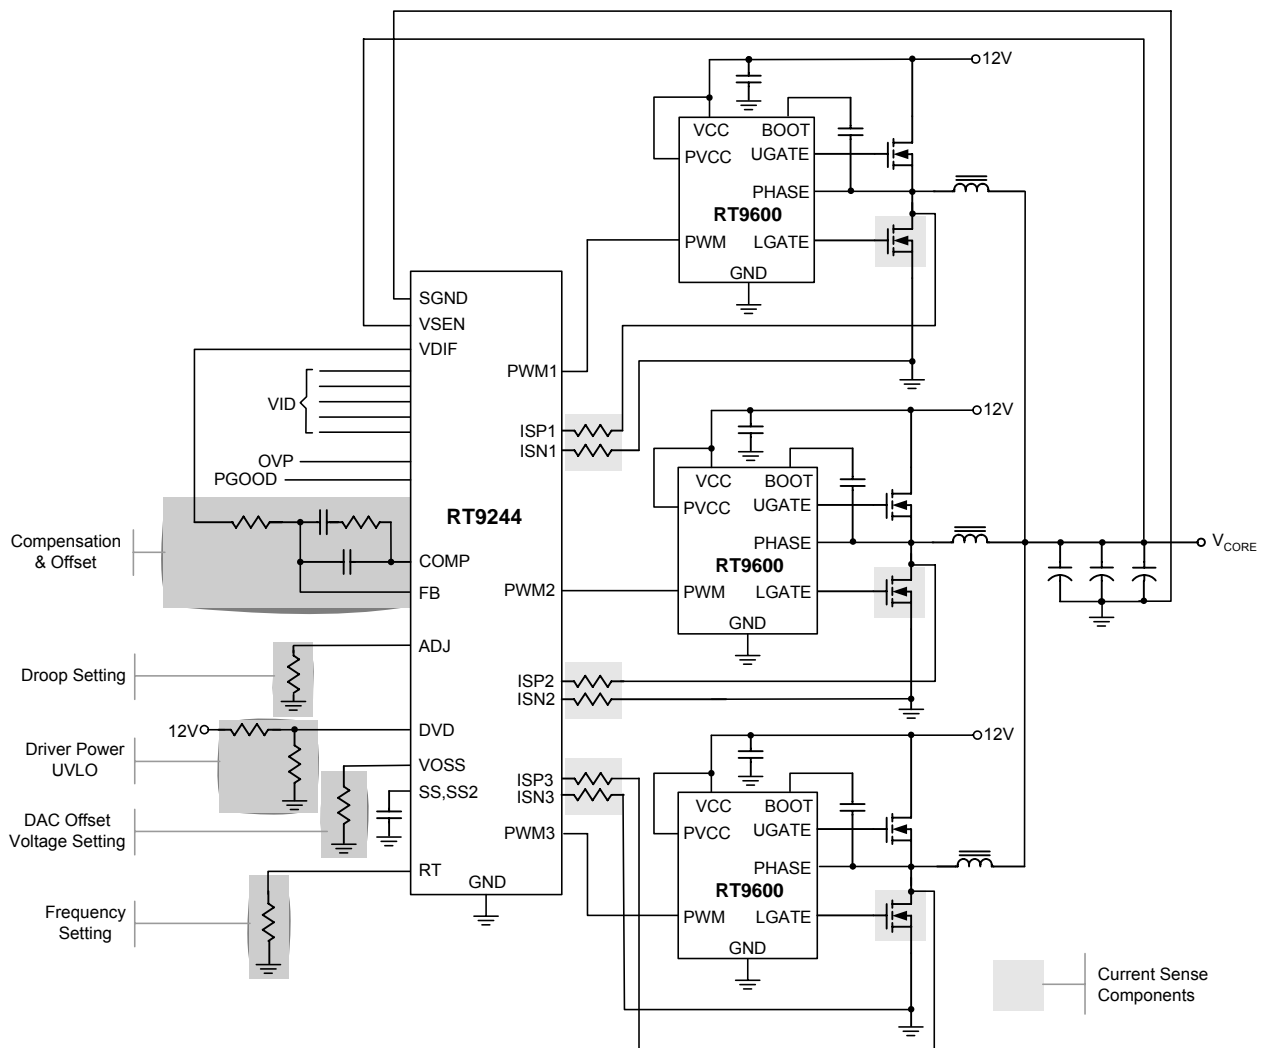 12V
VCC
BOOT
PVCC
UGATE
PHASE
RT9600
PWM
LGATE
GND
SGND
VSEN
VDIF
PWM1
VID
ISP1
ISN1
OVP
PGOOD
RT9244
Compensation
& Offset
COMP
FB
PWM2
ADJ
Droop Setting
ISP2
ISN2
12V
DVD
Driver Power
UVLO
VOSS
SS,SS2
ISP3
ISN3
DAC Offset
Voltage Setting
PWM3
RT
GND
Frequency
Setting
12V
VCC
BOOT
PVCC
UGATE
PHASE
RT9600
PWM
LGATE
GND
VCORE
12V
VCC
BOOT
PVCC
UGATE
PHASE
RT9600
PWM
LGATE
GND
Current Sense
Components